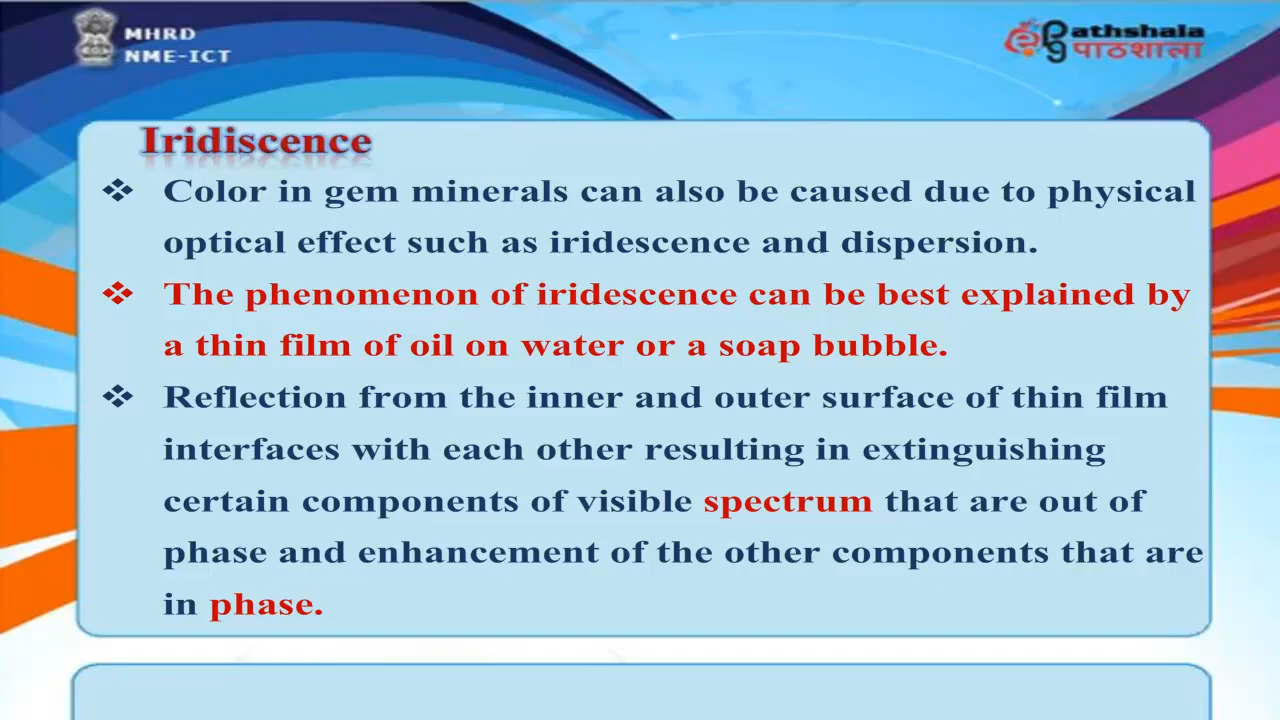 MHRD
NME-ICT
ePG athshala
पाठशाला
Iridiscence
❖ Color in gem minerals can also be caused due to physical
optical effect such as iridescence and dispersion.
❖ The phenomenon of iridescence can be best explained by
a thin film of oil on water or a soap bubble.
❖ Reflection from the inner and outer surface of thin film
interfaces with each other resulting in extinguishing
certain components of visible spectrum that are out of
phase and enhancement of the other components that are
in phase.